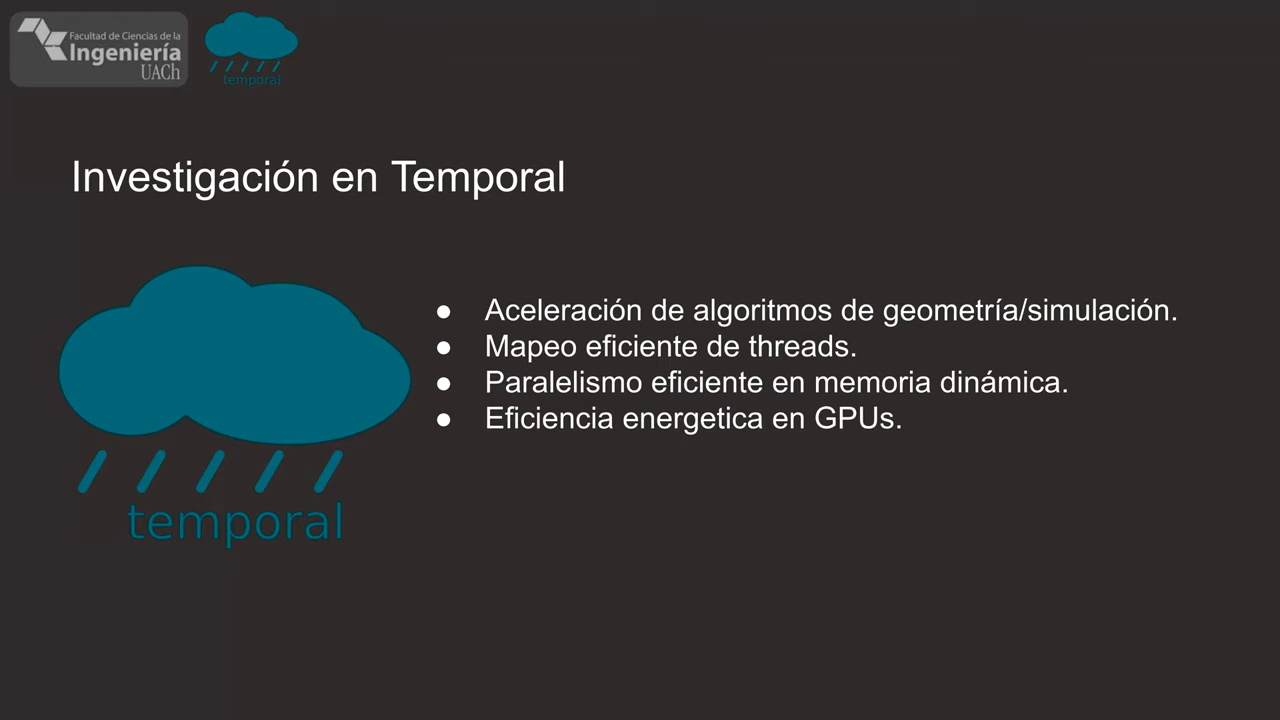 Facultad de Ciencias de la
Ingeniería
UACh
temporal
Investigación en Temporal
● Aceleración de algoritmos de geometría/simulación.
● Mapeo eficiente de threads.
● Paralelismo eficiente en memoria dinámica.
● Eficiencia energetica en GPUs.
temporal